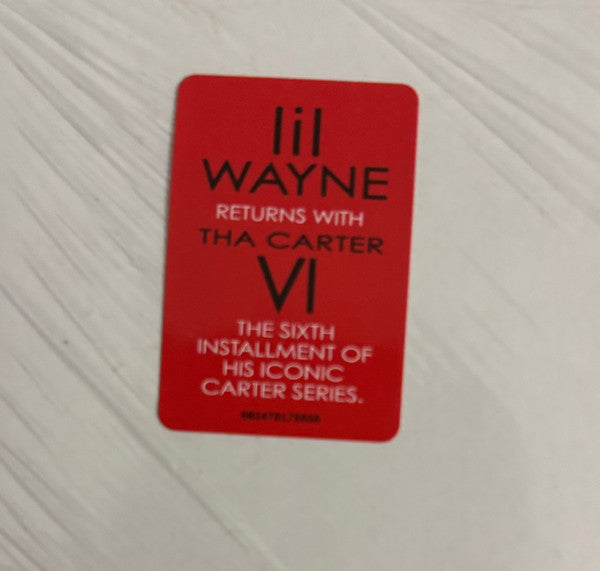 lil
WAYNE
RETURNS WITH
THA CARTER
VI
THE SIXTH
INSTALLMENT OF
HIS ICONIC
CARTER SERIES.